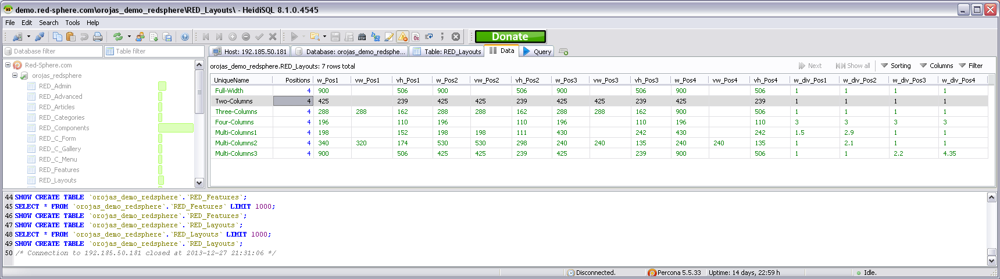 demo.red-sphere.com\orojas_demo_redsphere\RED_Layouts\ - HeidiSQL 8.1.0.4545
File Edit Search Tools Help
Donate
Database filter Table filter
Host: 192.185.50.181 Database: orojas_demo_redsphe... Table: RED_Layouts Data Query
Red-Sphere.com
orojas_redsphere
RED_Admin
RED_Advanced
RED_Articles
RED_Categories
RED_Components
RED_C_Form
RED_C_Gallery
RED_C_Menu
RED_Features
RED_Layouts
orojas_demo_redsphere.RED_Layouts: 7 rows total Next Show all Sorting Columns Filter
UniqueName Positions w_Pos1 vw_Pos1 vh_Pos1 w_Pos2 vw_Pos2 vh_Pos2 w_Pos3 vw_Pos3 vh_Pos3 w_Pos4 vw_Pos4 vh_Pos4 w_div_Pos1 w_div_Pos2 w_div_Pos3 w_div_Pos4
Full-Width 4 900 506 900 506 900 506 900 506 1 1 1 1
Two-Columns 4 425 239 425 425 239 425 425 239 425 239 1 1 1 1
Three-Columns 4 288 288 162 288 288 162 288 288 162 900 506 1 1 1 1
Four-Columns 4 196 110 196 110 196 110 196 110 3 3 3 3
Multi-Columns1 4 198 152 198 198 111 430 242 430 242 1.5 2.9 1 1
Multi-Columns2 4 340 320 174 530 530 298 240 240 135 240 240 135 1 2.1 1 1
Multi-Columns3 4 900 506 425 425 239 425 239 900 506 1 1 2.2 4.35
44 SHOW CREATE TABLE `orojas_demo_redsphere`.`RED_Features`;
45 SELECT * FROM `orojas_demo_redsphere`.`RED_Features` LIMIT 1000;
46 SHOW CREATE TABLE `orojas_demo_redsphere`.`RED_Features`;
47 SHOW CREATE TABLE `orojas_demo_redsphere`.`RED_Layouts`;
48 SELECT * FROM `orojas_demo_redsphere`.`RED_Layouts` LIMIT 1000;
49 SHOW CREATE TABLE `orojas_demo_redsphere`.`RED_Layouts`;
50 /* Connection to 192.185.50.181 closed at 2013-12-27 21:31:06 */
Disconnected. Percona 5.5.33 Uptime: 14 days, 22:59 h Idle.